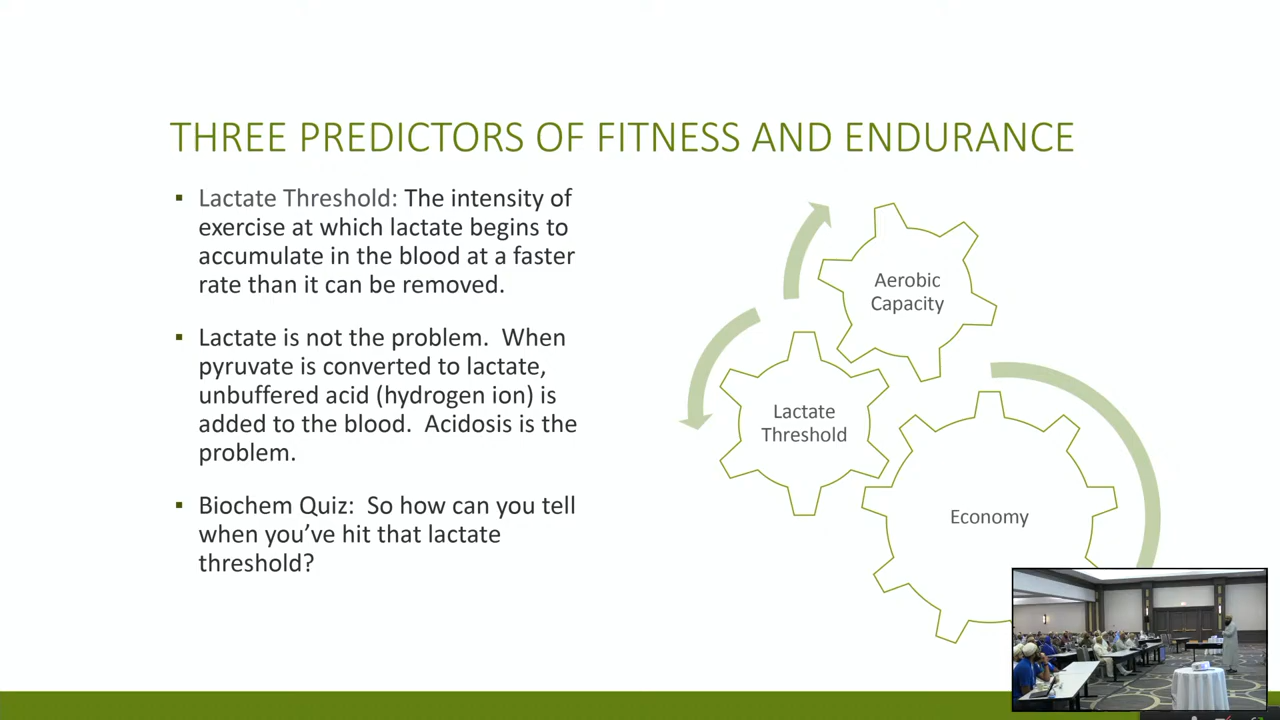 THREE PREDICTORS OF FITNESS AND ENDURANCE
▪ Lactate Threshold: The intensity of
exercise at which lactate begins to
accumulate in the blood at a faster
rate than it can be removed.
▪ Lactate is not the problem.  When
pyruvate is converted to lactate,
unbuffered acid (hydrogen ion) is
added to the blood.  Acidosis is the
problem.
▪ Biochem Quiz:  So how can you tell
when you’ve hit that lactate
threshold?
Aerobic
Capacity
Lactate
Threshold
Economy